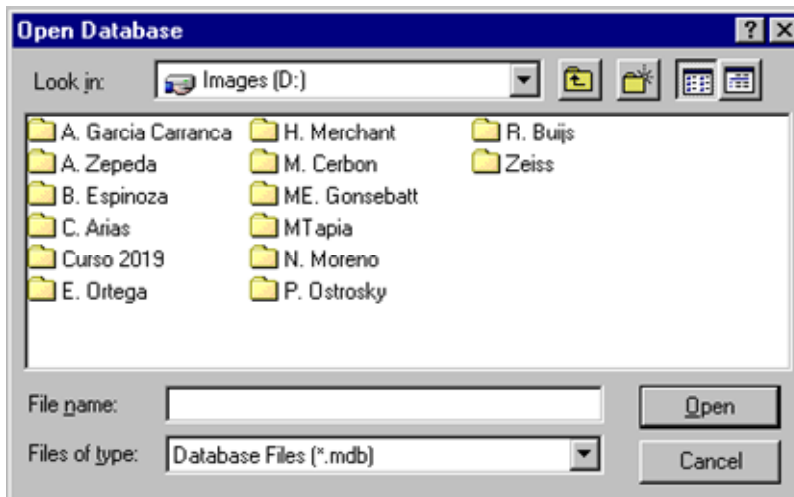 Open Database
Look in: Images (D:)
A. Garcia Carranca H. Merchant R. Buijs
A. Zepeda M. Cerbon Zeiss
B. Espinoza ME. Gonsebatt
C. Arias MTapia
Curso 2019 N. Moreno
E. Ortega P. Ostrosky
File name: Open
Files of type: Database Files (*.mdb) Cancel